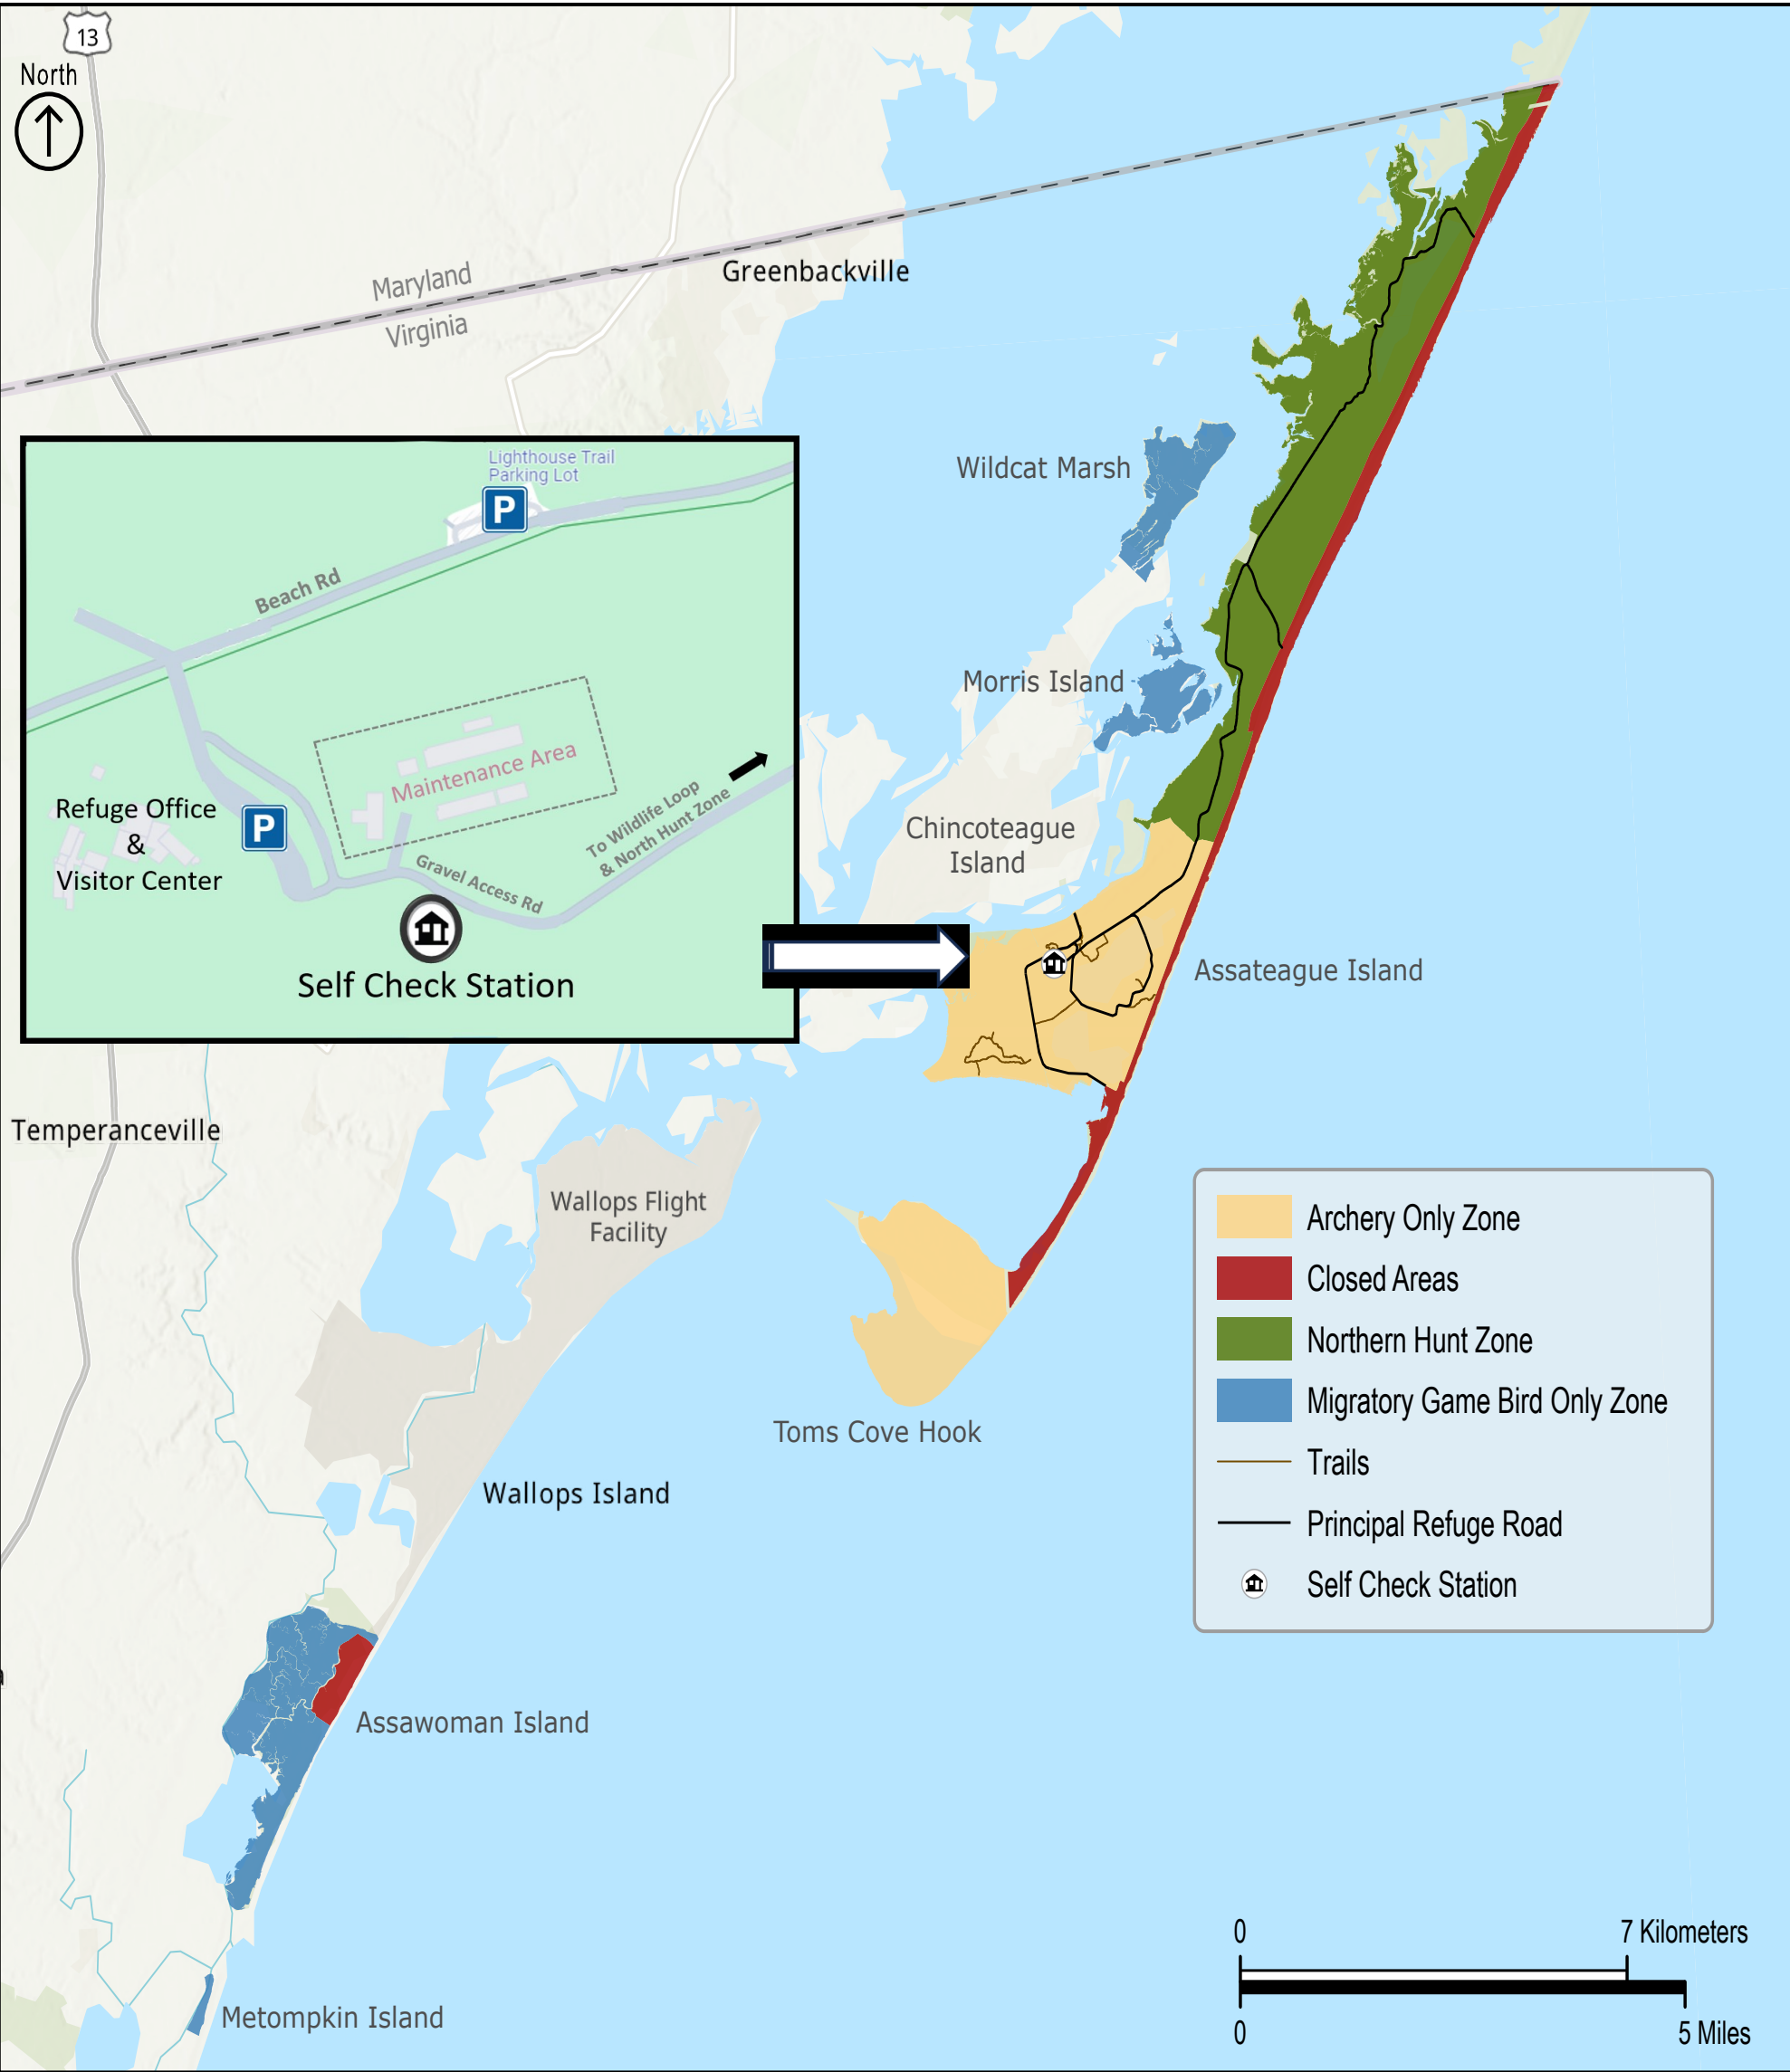 13
North
Maryland
Virginia
Greenbackville
Lighthouse Trail
Parking Lot
P
Beach Rd
Maintenance Area
Refuge Office
&
Visitor Center
P
To Wildlife Loop
& North Hunt Zone
Gravel Access Rd
Self Check Station
Wildcat Marsh
Morris Island
Chincoteague
Island
Assateague Island
Temperanceville
Wallops Flight
Facility
Toms Cove Hook
Wallops Island
Assawoman Island
Metompkin Island
Archery Only Zone
Closed Areas
Northern Hunt Zone
Migratory Game Bird Only Zone
Trails
Principal Refuge Road
Self Check Station
0 7 Kilometers
0 5 Miles